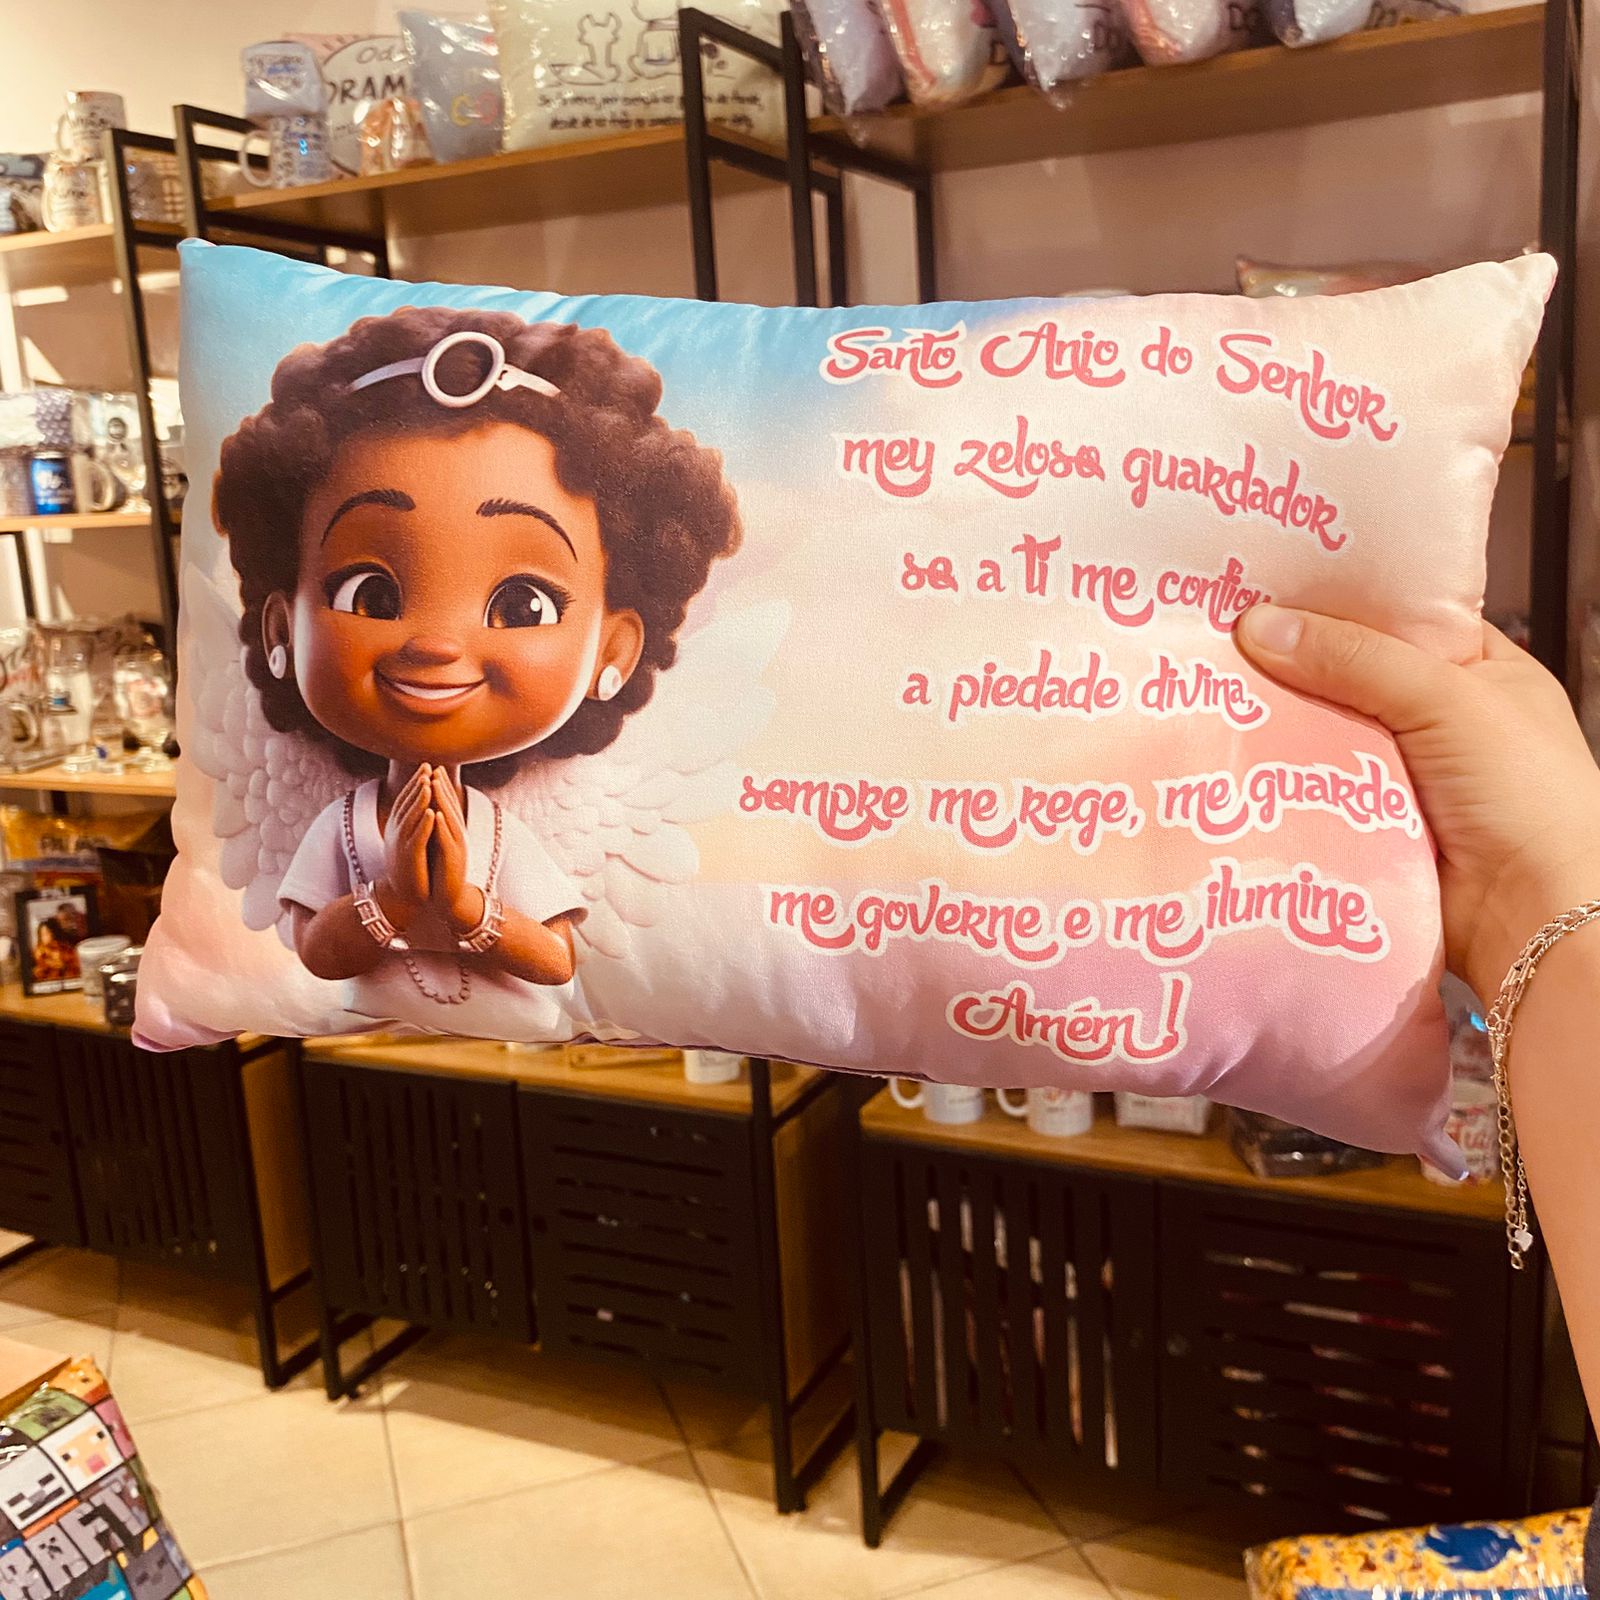 Santo Anjo do Senhor
meu zeloso guardador
se a ti me confiou
a piedade divina,
sempre me rege, me guarde,
me governe e me ilumine.
Amém!